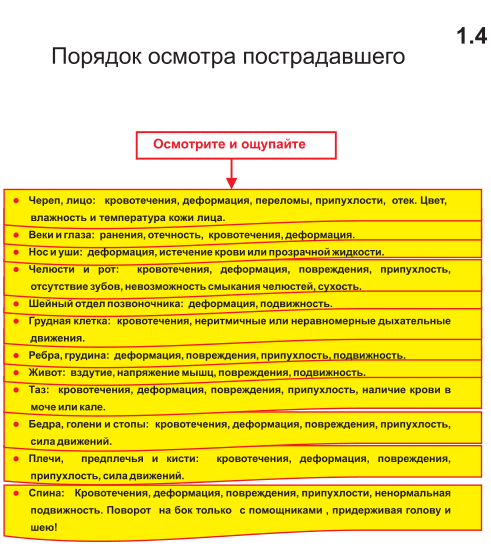 1.4
Порядок осмотра пострадавшего
Осмотрите и ощупайте
• Череп, лицо: кровотечения, деформация, переломы, припухлости, отек. Цвет,
влажность и температура кожи лица.
• Веки и глаза: ранения, отечность, кровотечения, деформация.
• Нос и уши: деформация, истечение крови или прозрачной жидкости.
• Челюсти и рот: кровотечения, деформация, повреждения, припухлость,
отсутствие зубов, невозможность смыкания челюстей, сухость.
• Шейный отдел позвоночника: деформация, подвижность.
• Грудная клетка: кровотечения, неритмичные или неравномерные дыхательные
движения.
• Ребра, грудина: деформация, повреждения, припухлость, подвижность.
• Живот: вздутие, напряжение мышц, повреждения, подвижность.
• Таз: кровотечения, деформация, повреждения, припухлость, наличие крови в
моче или кале.
• Бедра, голени и стопы: кровотечения, деформация, повреждения, припухлость,
сила движений.
• Плечи, предплечья и кисти: кровотечения, деформация, повреждения,
припухлость, сила движений.
• Спина: Кровотечения, деформация, повреждения, припухлости, ненормальная
подвижность. Поворот на бок только с помощниками , придерживая голову и
шею!